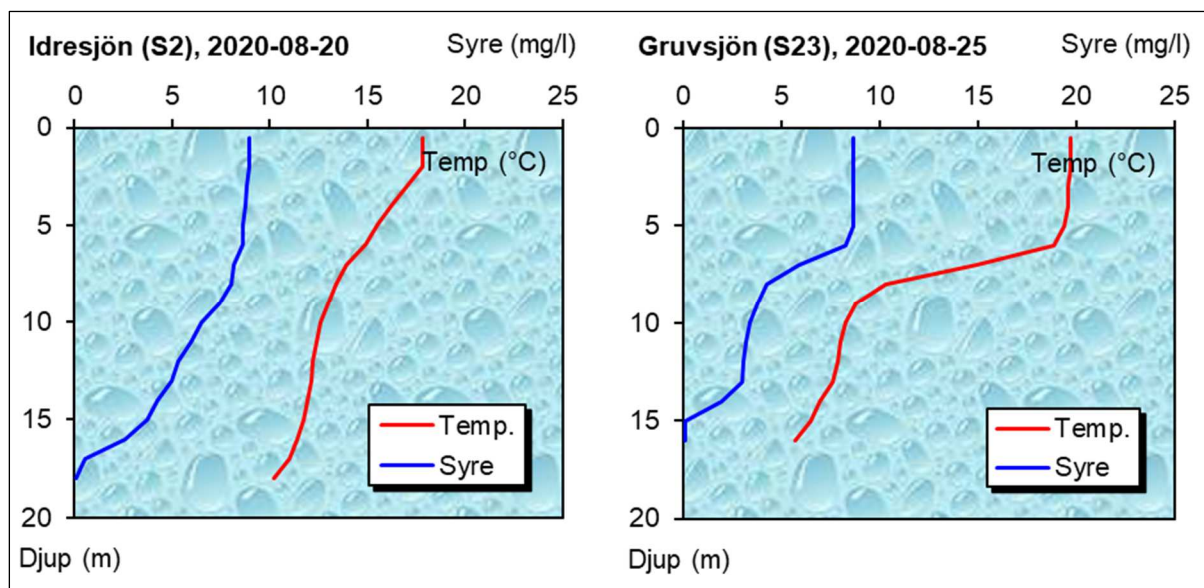 Idresjön (S2), 2020-08-20
Syre (mg/l)
0 5 10 15 20 25
0
Temp (°C)
5
10
15
Temp.
Syre
20
Djup (m)
Gruvsjön (S23), 2020-08-25
Syre (mg/l)
0 5 10 15 20 25
0
Temp (°C)
5
10
15
Temp.
Syre
20
Djup (m)